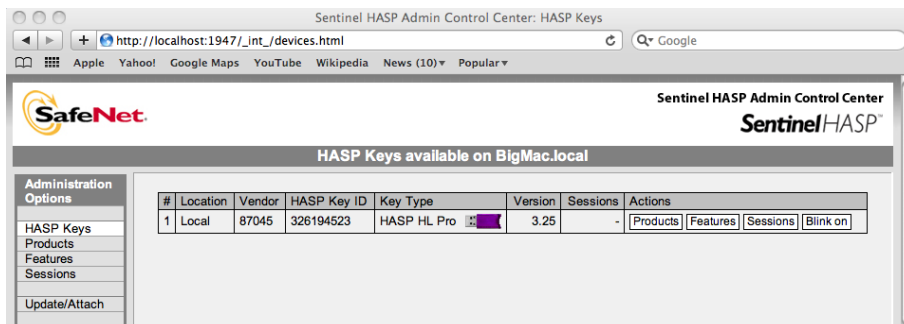 Sentinel HASP Admin Control Center: HASP Keys
http://localhost:1947/_int_/devices.html
Google
Apple Yahoo! Google Maps YouTube Wikipedia News (10) Popular
SafeNet.
Sentinel HASP Admin Control Center
SentinelHASP™
HASP Keys available on BigMac.local
Administration
Options
HASP Keys
Products
Features
Sessions
Update/Attach
# Location Vendor HASP Key ID Key Type Version Sessions Actions
1 Local 87045 326194523 HASP HL Pro 3.25 - Products Features Sessions Blink on